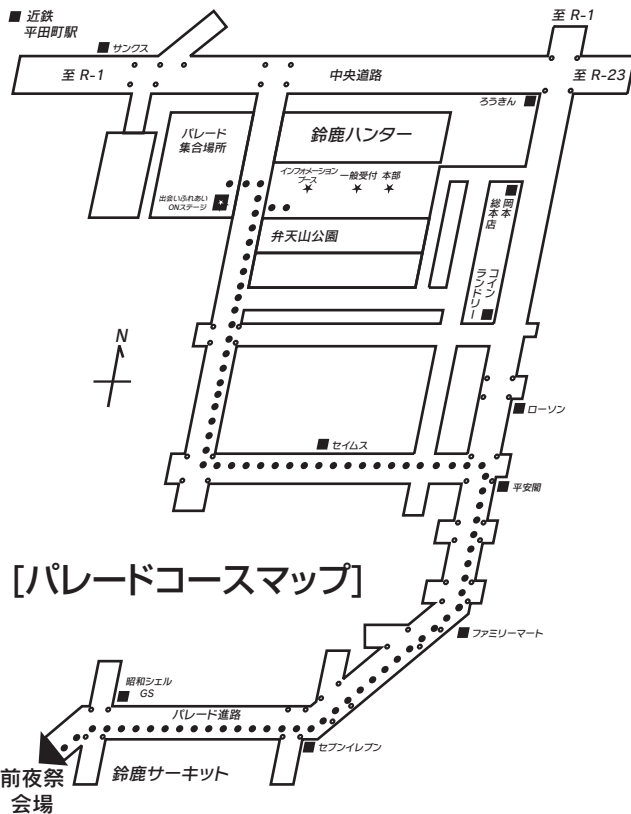 近鉄
平田町駅
サンクス
至 R-1
至 R-1
中央道路
至 R-23
ろうきん
パレード
集合場所
鈴鹿ハンター
インフォメーション
ブース
一般受付
本部
出会いふれあい
ONステージ
弁天山公園
岡本
総本店
コイン
ランドリー
N
ローソン
セイムス
平安閣
[パレードコースマップ]
ファミリーマート
昭和シェル
GS
パレード進路
セブンイレブン
前夜祭
会場
鈴鹿サーキット